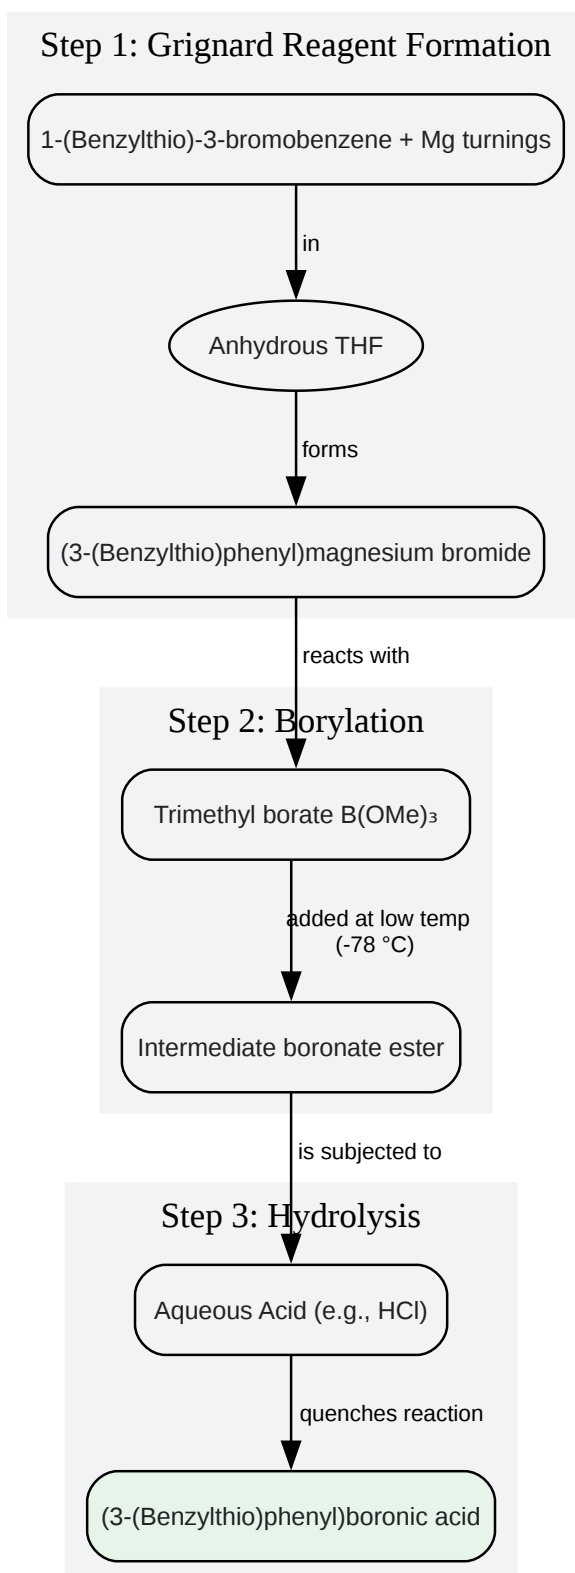 Step 1: Grignard Reagent Formation
1-(Benzylthio)-3-bromobenzene + Mg turnings
in
Anhydrous THF
forms
(3-(Benzylthio)phenyl)magnesium bromide
reacts with
Step 2: Borylation
Trimethyl borate B(OMe)₃
added at low temp
(-78 °C)
Intermediate boronate ester
is subjected to
Step 3: Hydrolysis
Aqueous Acid (e.g., HCl)
quenches reaction
(3-(Benzylthio)phenyl)boronic acid